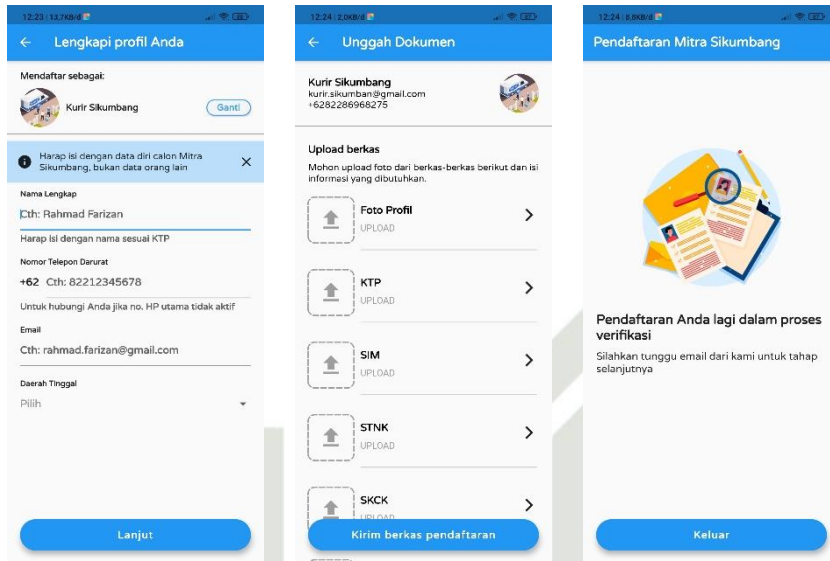 12:23 | 13,7KB/d
Lengkapi profil Anda
Mendaftar sebagai:
Kurir Sikumbang
Ganti
Harap isi dengan data diri calon Mitra
Sikumbang, bukan data orang lain
Nama Lengkap
Cth: Rahmad Farizan
Harap isi dengan nama sesuai KTP
Nomor Telepon Darurat
+62 Cth: 82212345678
Untuk hubungi Anda jika no. HP utama tidak aktif
Email
Cth: rahmad.farizan@gmail.com
Daerah Tinggal
Pilih
Lanjut
12:24 | 2,0KB/d
Unggah Dokumen
Kurir Sikumbang
kurir.sikumban@gmail.com
+6282286968275
Upload berkas
Mohon upload foto dari berkas-berkas berikut dan isi
informasi yang dibutuhkan.
Foto Profil
UPLOAD
KTP
UPLOAD
SIM
UPLOAD
STNK
UPLOAD
SKCK
UPLOAD
Kirim berkas pendaftaran
12:24 | 8,8KB/d
Pendaftaran Mitra Sikumbang
Pendaftaran Anda lagi dalam proses
verifikasi
Silahkan tunggu email dari kami untuk tahap
selanjutnya
Keluar